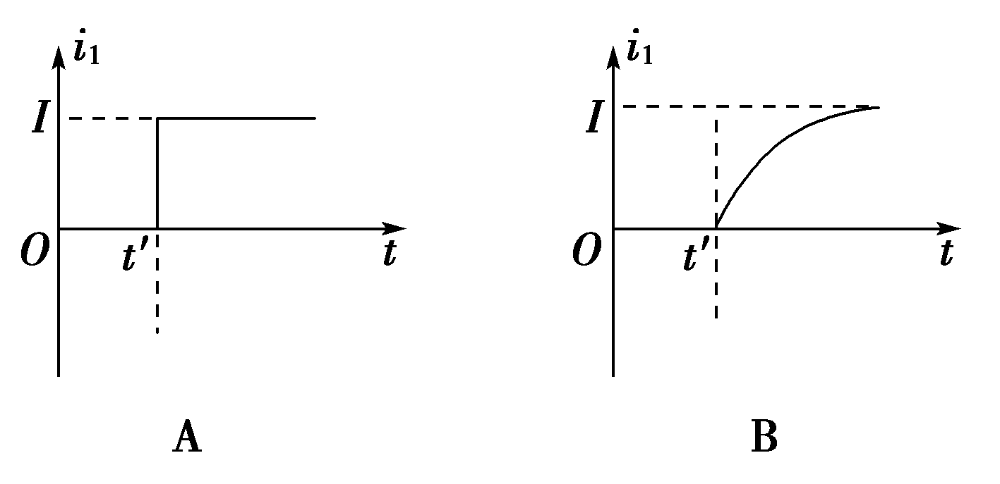 i₁ i₁
I I
O t′ t O t′ t
A B